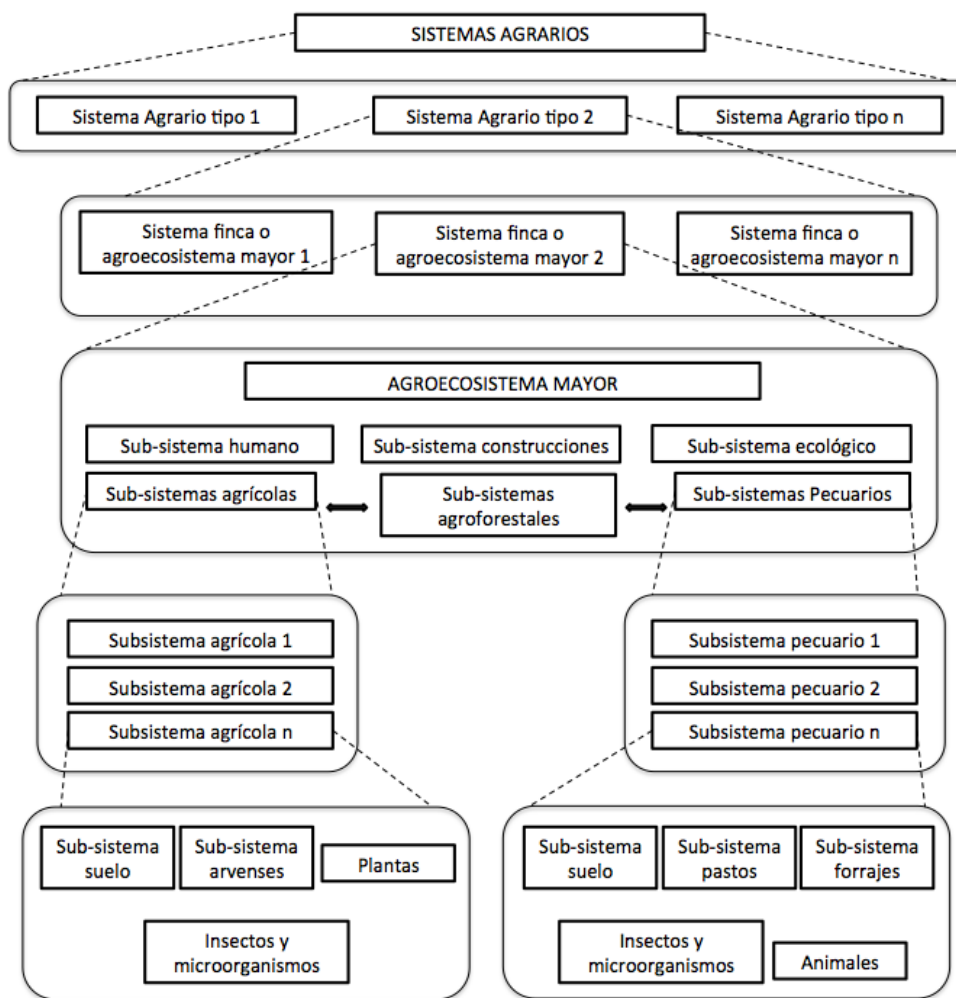 SISTEMAS AGRARIOS
Sistema Agrario tipo 1
Sistema Agrario tipo 2
Sistema Agrario tipo n
Sistema finca o
agroecosistema mayor 1
Sistema finca o
agroecosistema mayor 2
Sistema finca o
agroecosistema mayor n
AGROECOSISTEMA MAYOR
Sub-sistema humano
Sub-sistema construcciones
Sub-sistema ecológico
Sub-sistemas agrícolas
Sub-sistemas
agroforestales
Sub-sistemas Pecuarios
Subsistema agrícola 1
Subsistema agrícola 2
Subsistema agrícola n
Subsistema pecuario 1
Subsistema pecuario 2
Subsistema pecuario n
Sub-sistema
suelo
Sub-sistema
arvenses
Plantas
Insectos y
microorganismos
Sub-sistema
suelo
Sub-sistema
pastos
Sub-sistema
forrajes
Insectos y
microorganismos
Animales